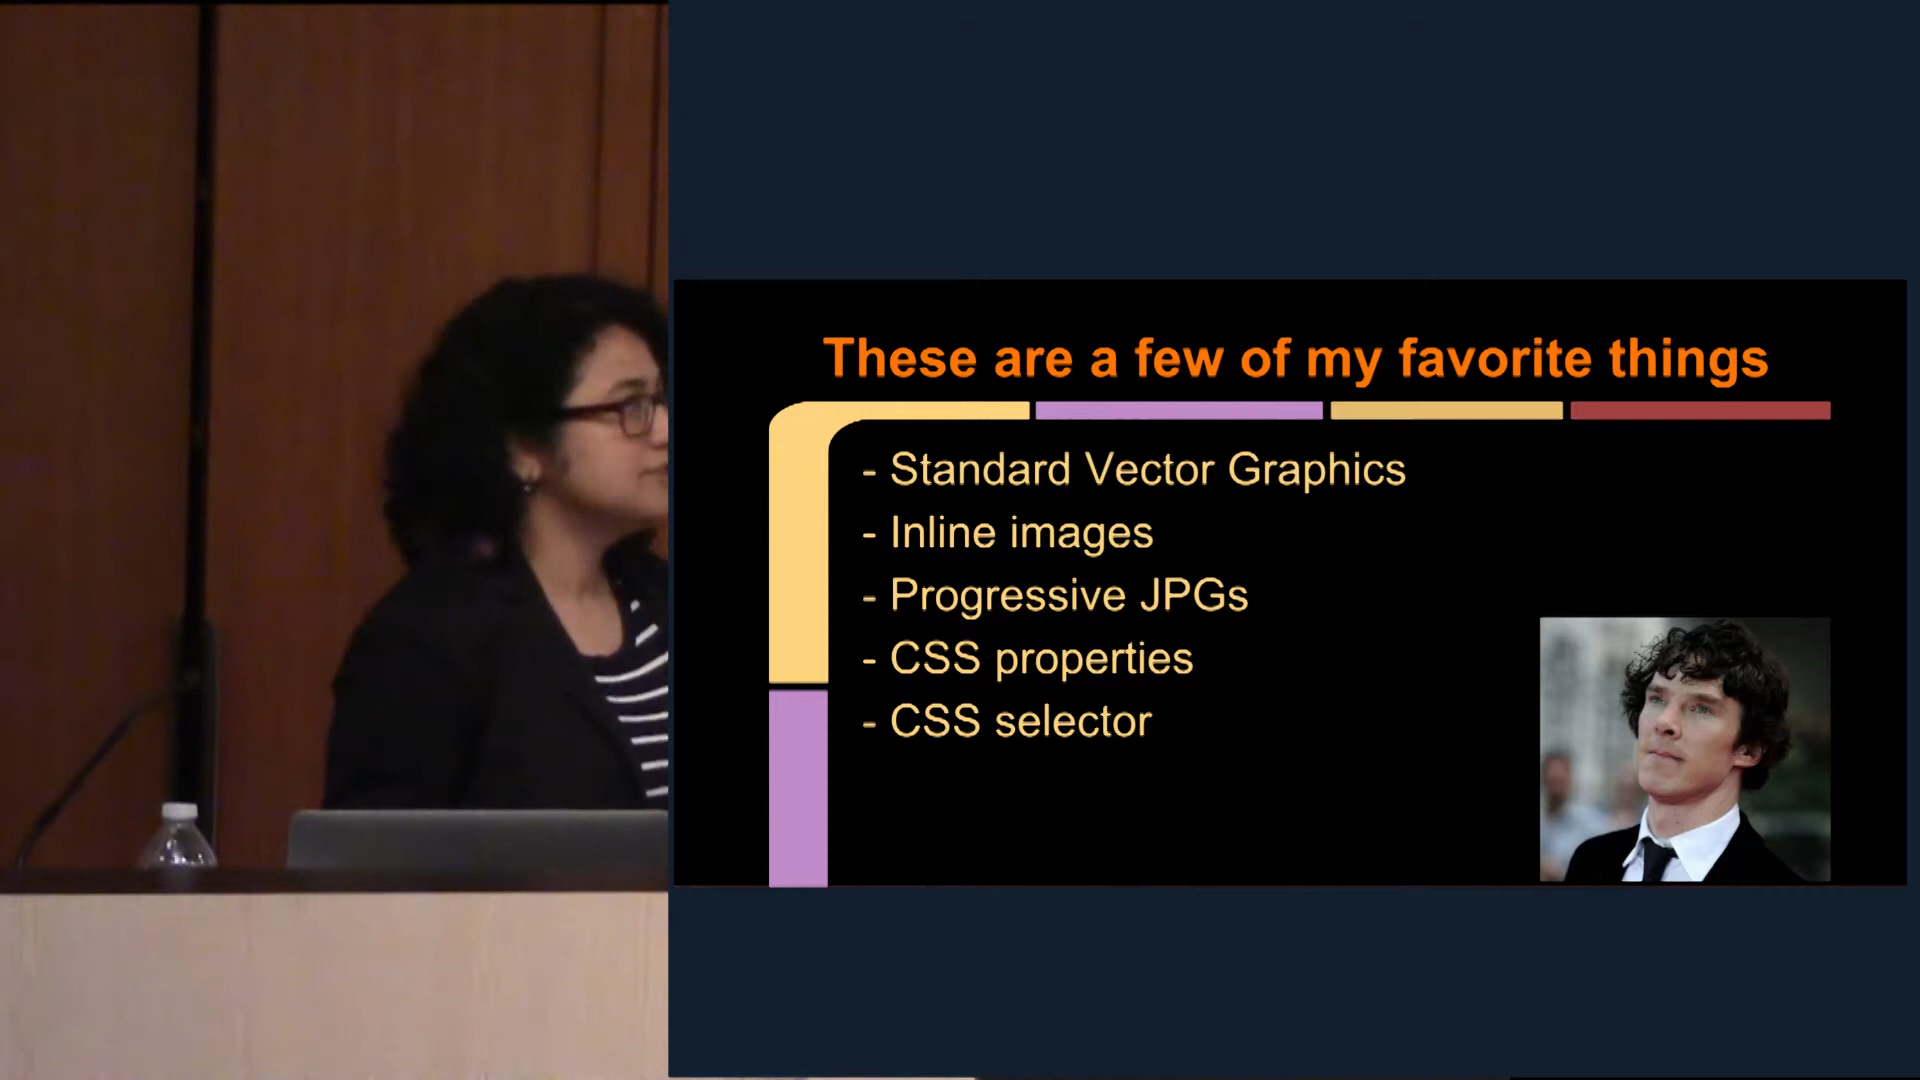 These are a few of my favorite things
- Standard Vector Graphics
- Inline images
- Progressive JPGs
- CSS properties
- CSS selector